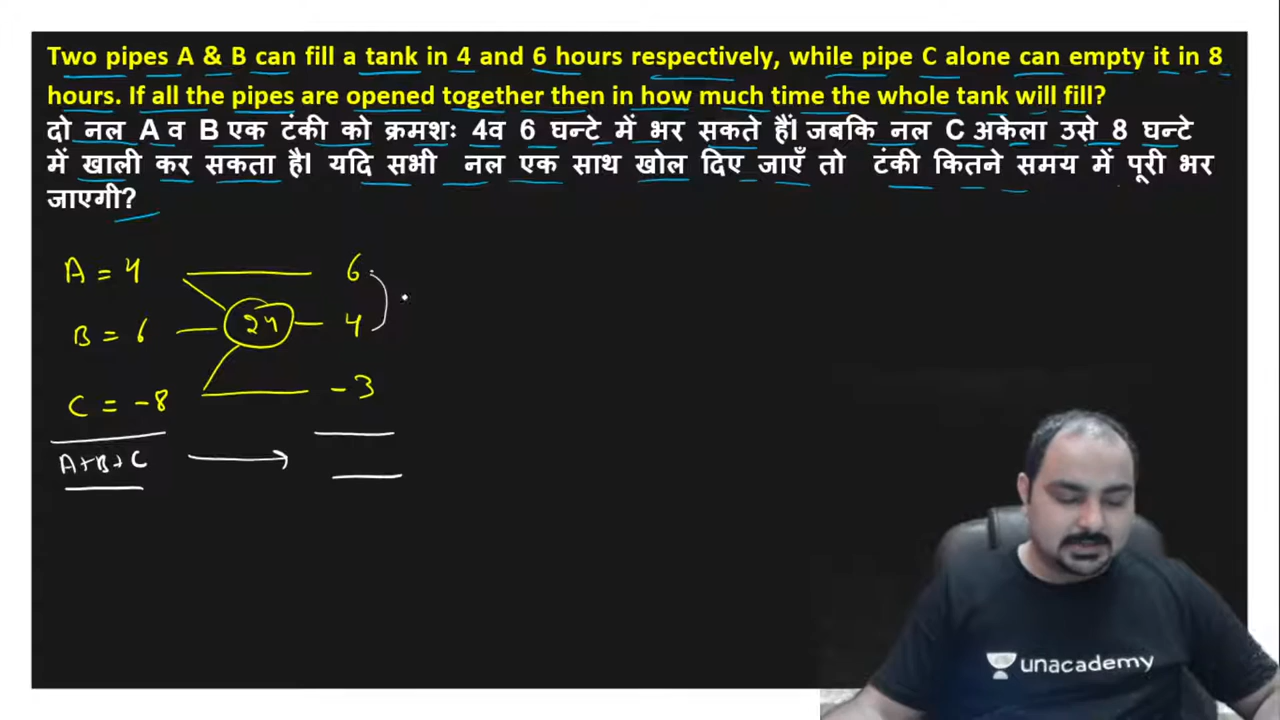 Two pipes A & B can fill a tank in 4 and 6 hours respectively, while pipe C alone can empty it in 8
hours. If all the pipes are opened together then in how much time the whole tank will fill?
दो नल A व B एक टंकी को क्रमशः 4व 6 घन्टे में भर सकते हैं। जबकि नल C अकेला उसे 8 घन्टे
में खाली कर सकता है। यदि सभी नल एक साथ खोल दिए जाएँ तो टंकी कितने समय में पूरी भर
जाएगी?
A = 4 6
B = 6 24 4
C = -8 -3
A+B+C
unacademy